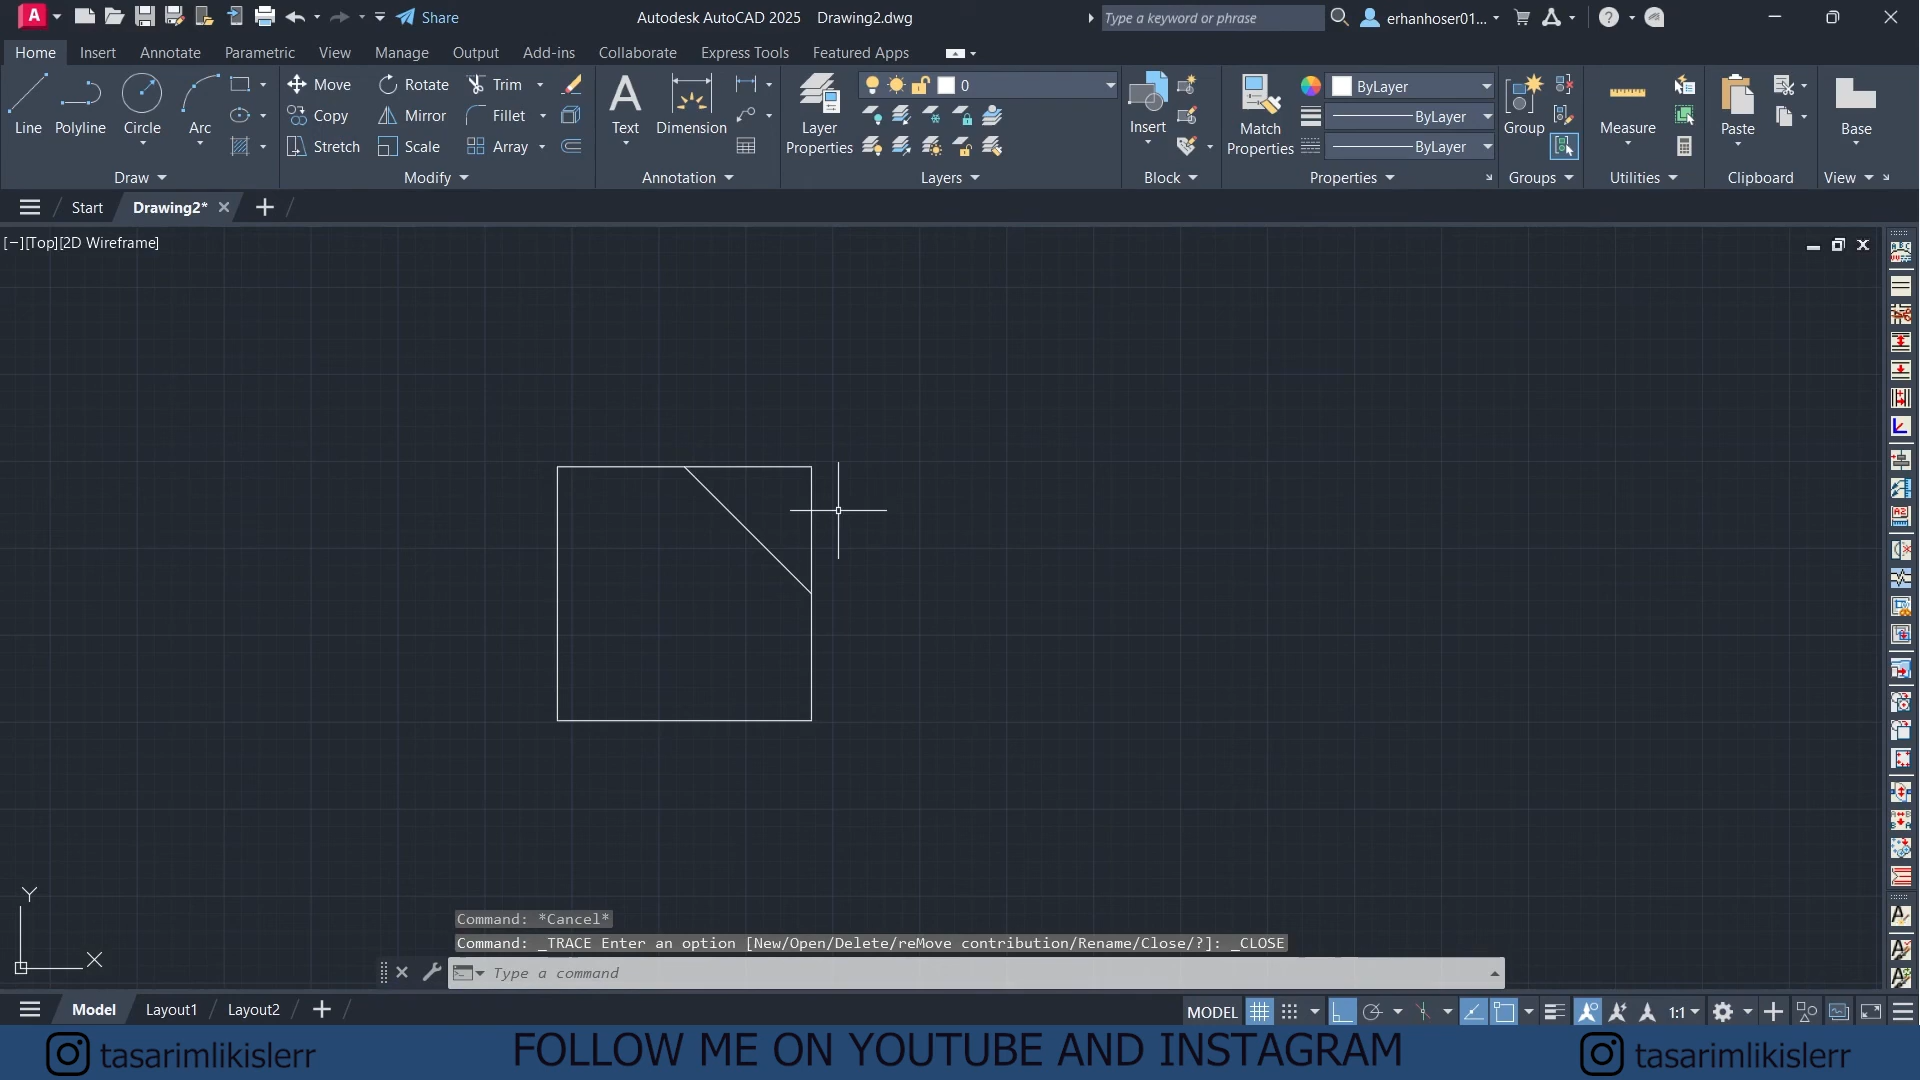 A
Share
Autodesk AutoCAD 2025 Drawing2.dwg
Type a keyword or phrase
erhanhoser01...
Home Insert Annotate Parametric View Manage Output Add-ins Collaborate Express Tools Featured Apps
Line Polyline Circle Arc
Move Rotate Trim
Copy Mirror Fillet
Stretch Scale Array
Text Dimension
Layer Properties
0
Insert
Match Properties
ByLayer
ByLayer
ByLayer
Group
Measure
Paste
Base
Draw Modify Annotation Layers Block Properties Groups Utilities Clipboard View
Start Drawing2* +
[−][Top][2D Wireframe]
Y
X
Command: *Cancel*
Command: _TRACE Enter an option [New/Open/Delete/reMove contribution/Rename/Close/?]: _CLOSE
Type a command
Model Layout1 Layout2 +
MODEL 1:1
tasarimlikislerr FOLLOW ME ON YOUTUBE AND INSTAGRAM tasarimlikislerr